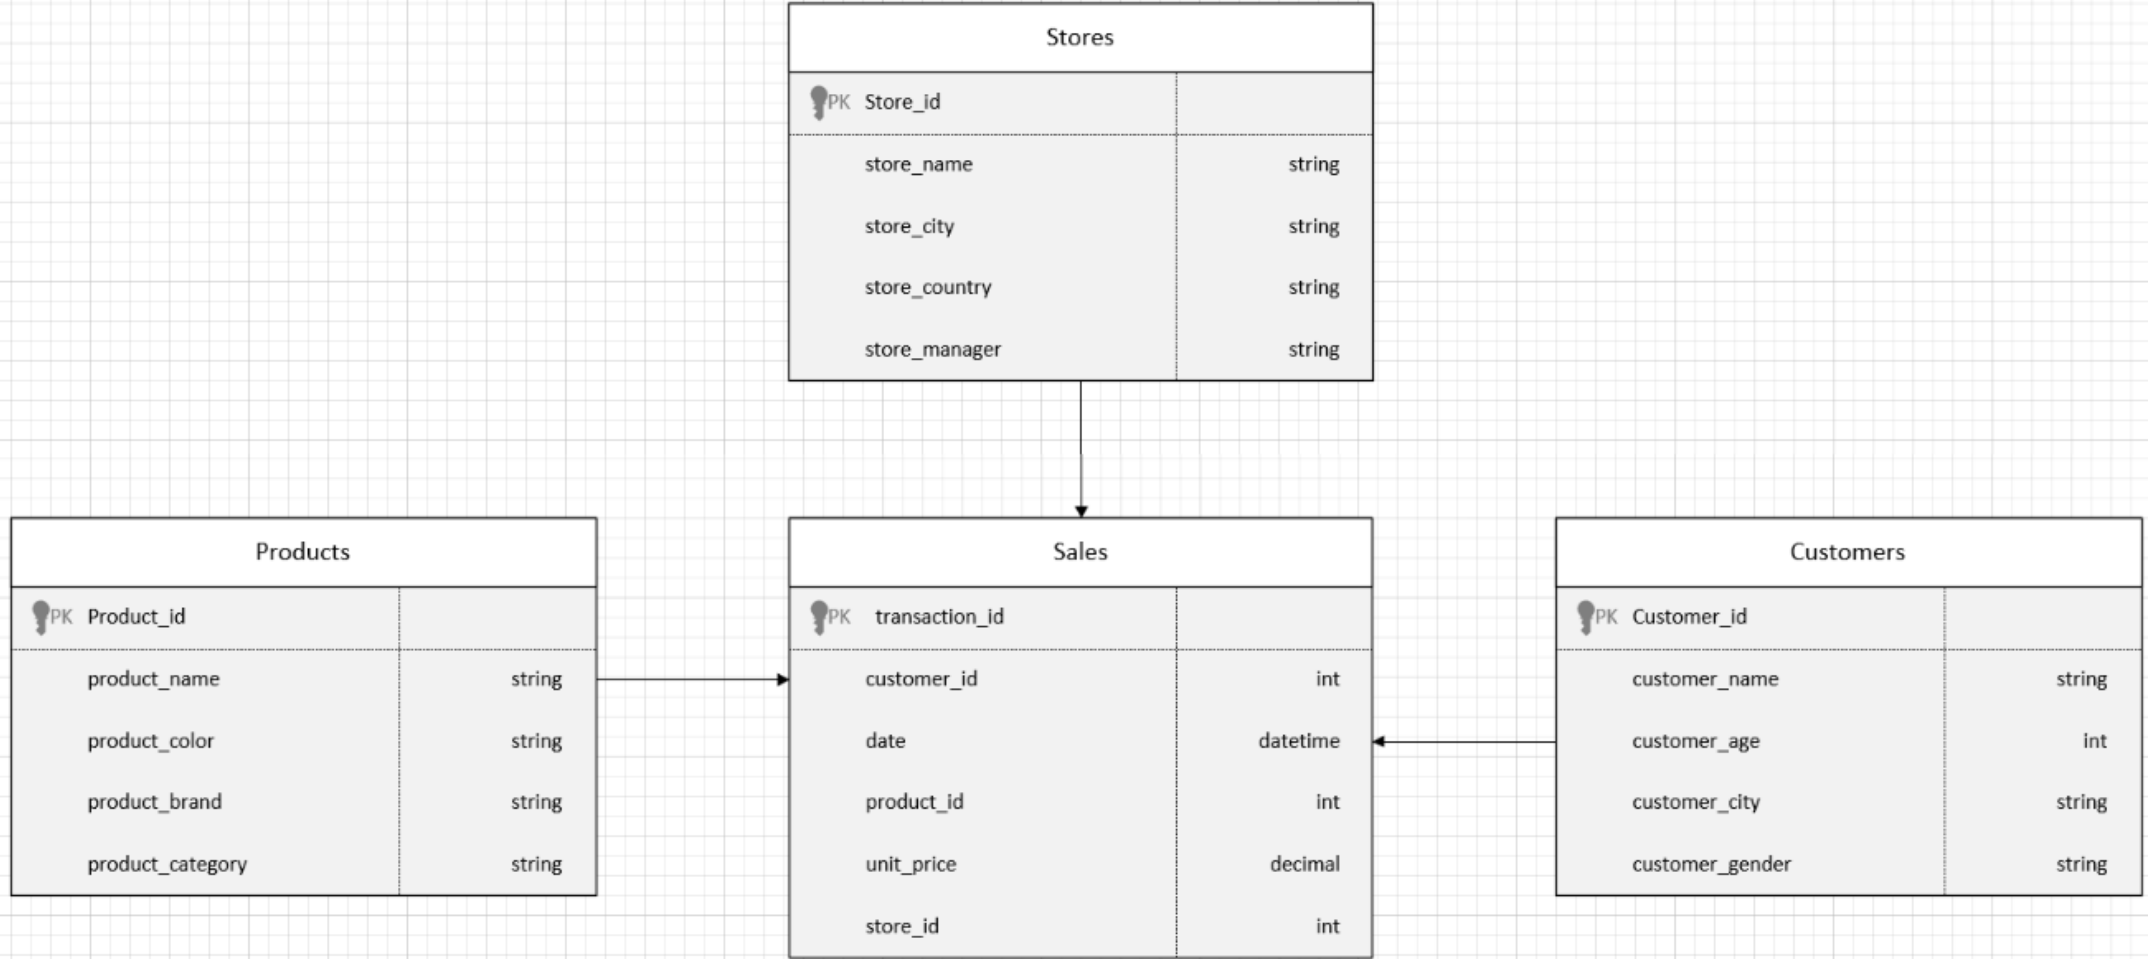 Stores
PK Store_id
store_name string
store_city string
store_country string
store_manager string
Products
PK Product_id
product_name string
product_color string
product_brand string
product_category string
Sales
PK transaction_id
customer_id int
date datetime
product_id int
unit_price decimal
store_id int
Customers
PK Customer_id
customer_name string
customer_age int
customer_city string
customer_gender string